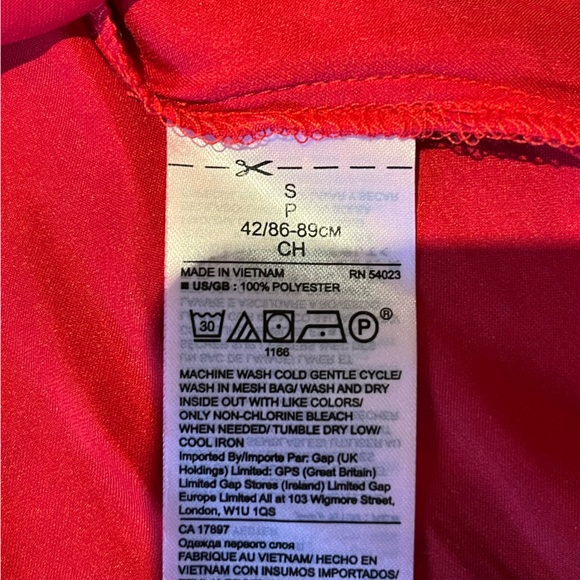 S
P
42/86-89CM
CH
MADE IN VIETNAM RN 54023
■ US/GB : 100% POLYESTER
30 P ®
1166
MACHINE WASH COLD GENTLE CYCLE/
WASH IN MESH BAG/ WASH AND DRY
INSIDE OUT WITH LIKE COLORS/
ONLY NON-CHLORINE BLEACH
WHEN NEEDED/ TUMBLE DRY LOW/
COOL IRON
Imported By/Importe Par: Gap (UK
Holdings) Limited: GPS (Great Britain)
Limited Gap Stores (Ireland) Limited Gap
Europe Limited All at 103 Wigmore Street,
London, W1U 1QS
CA 17897
Одежда первого слоя
FABRIQUE AU VIETNAM/ HECHO EN
VIETNAM CON INSUMOS IMPORTADOS/